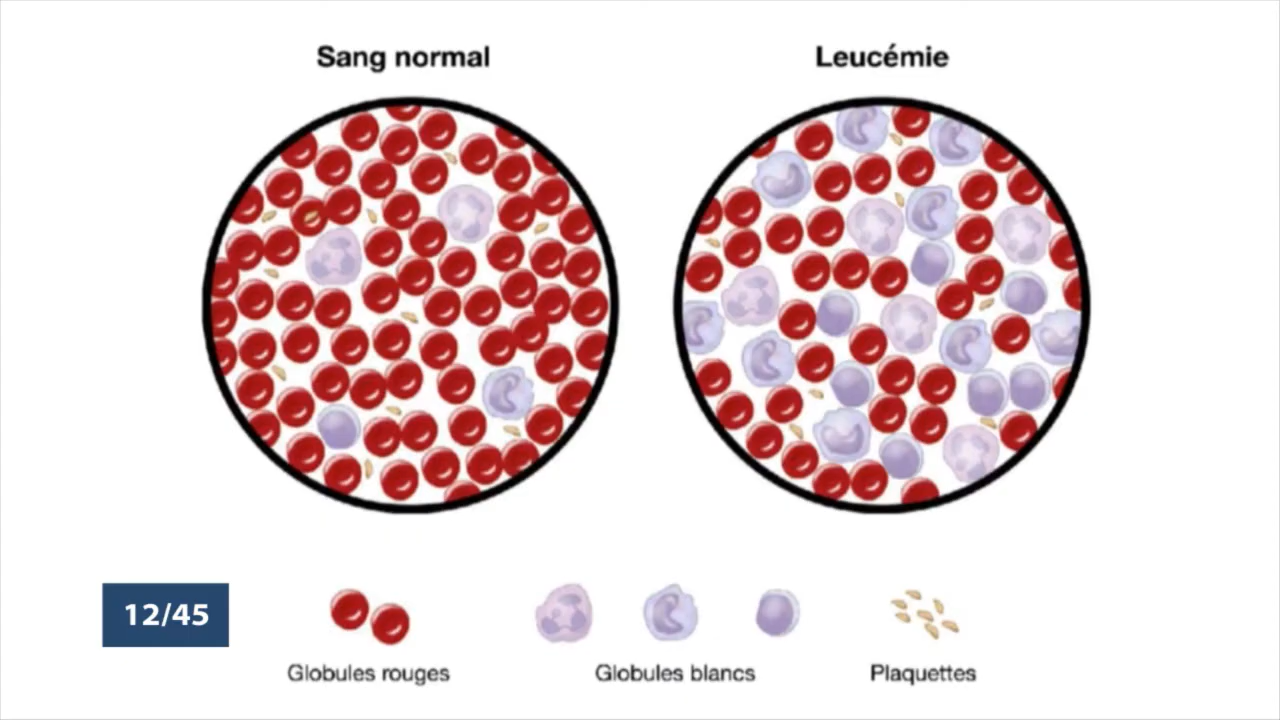 Sang normal
Leucémie
12/45
Globules rouges
Globules blancs
Plaquettes